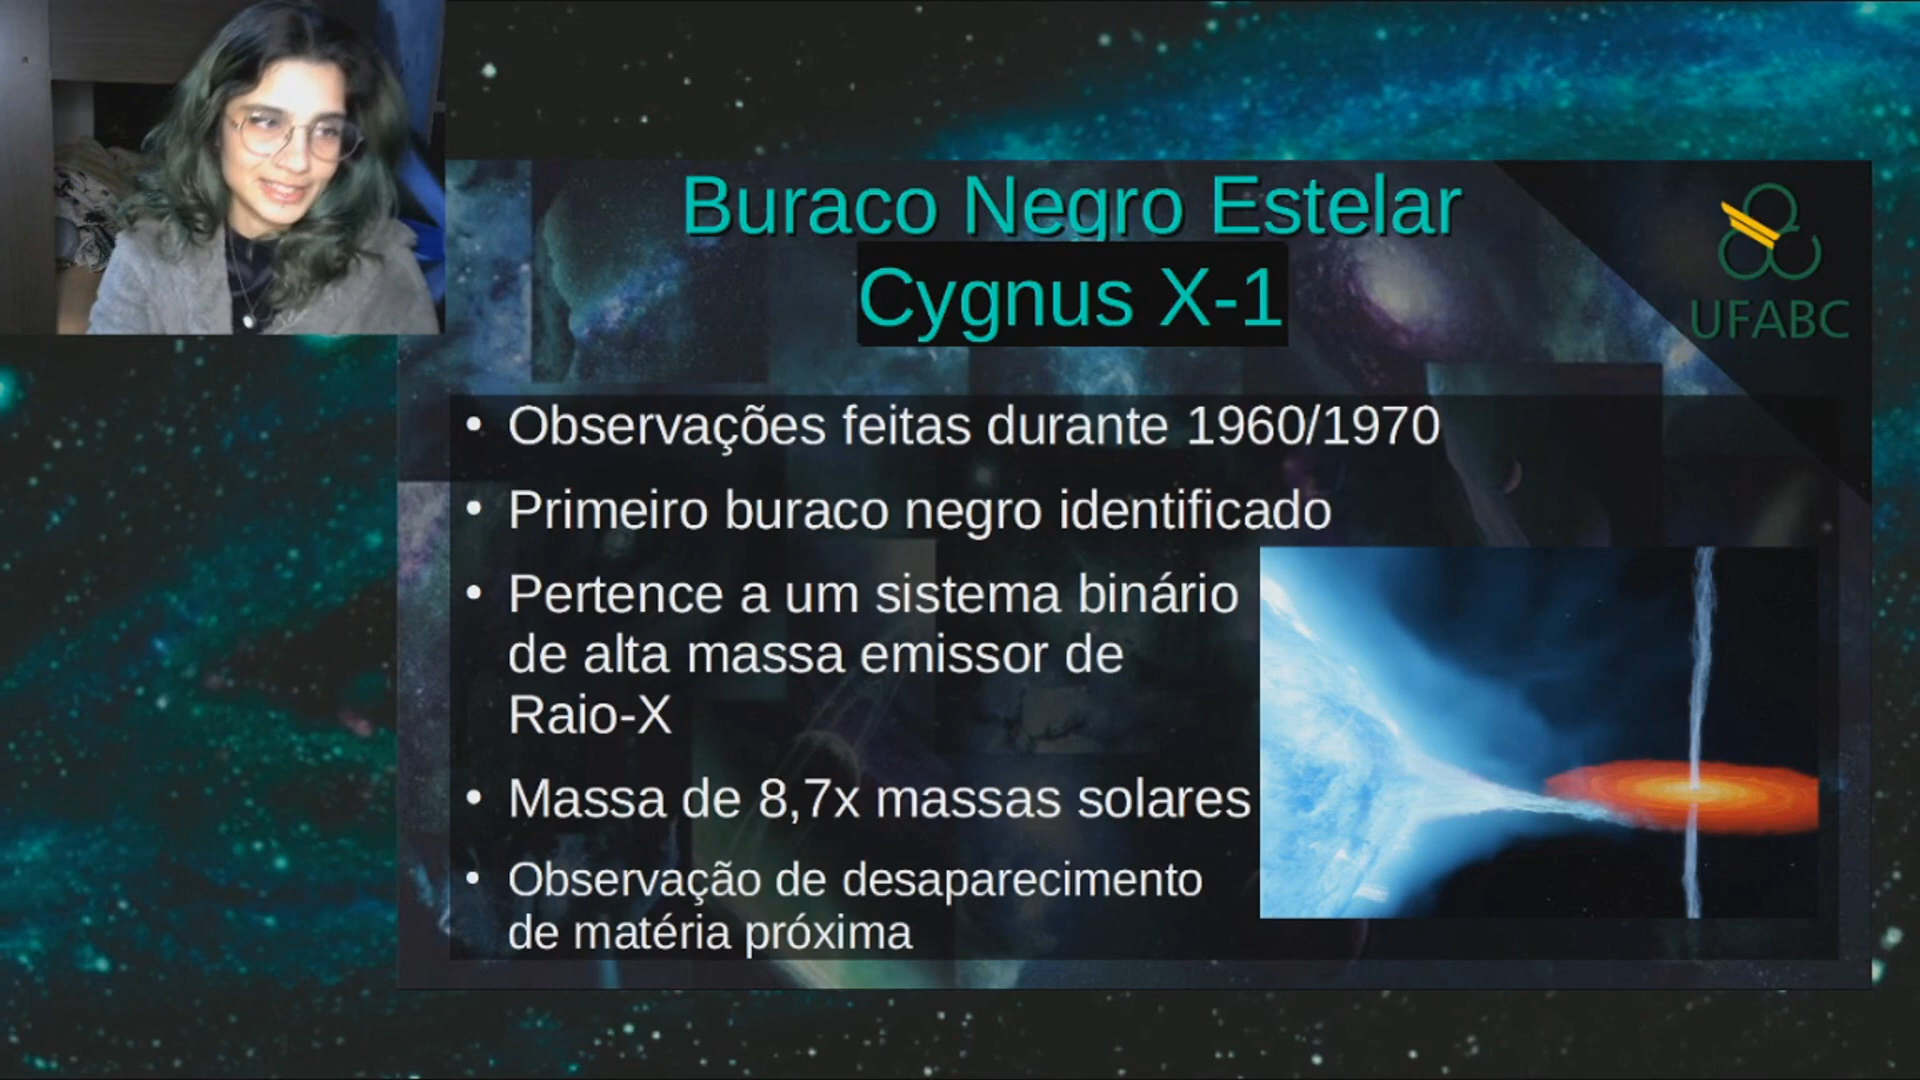 Buraco Negro Estelar
Cygnus X-1
UFABC
• Observações feitas durante 1960/1970
• Primeiro buraco negro identificado
• Pertence a um sistema binário
de alta massa emissor de
Raio-X
• Massa de 8,7x massas solares
• Observação de desaparecimento
de matéria próxima